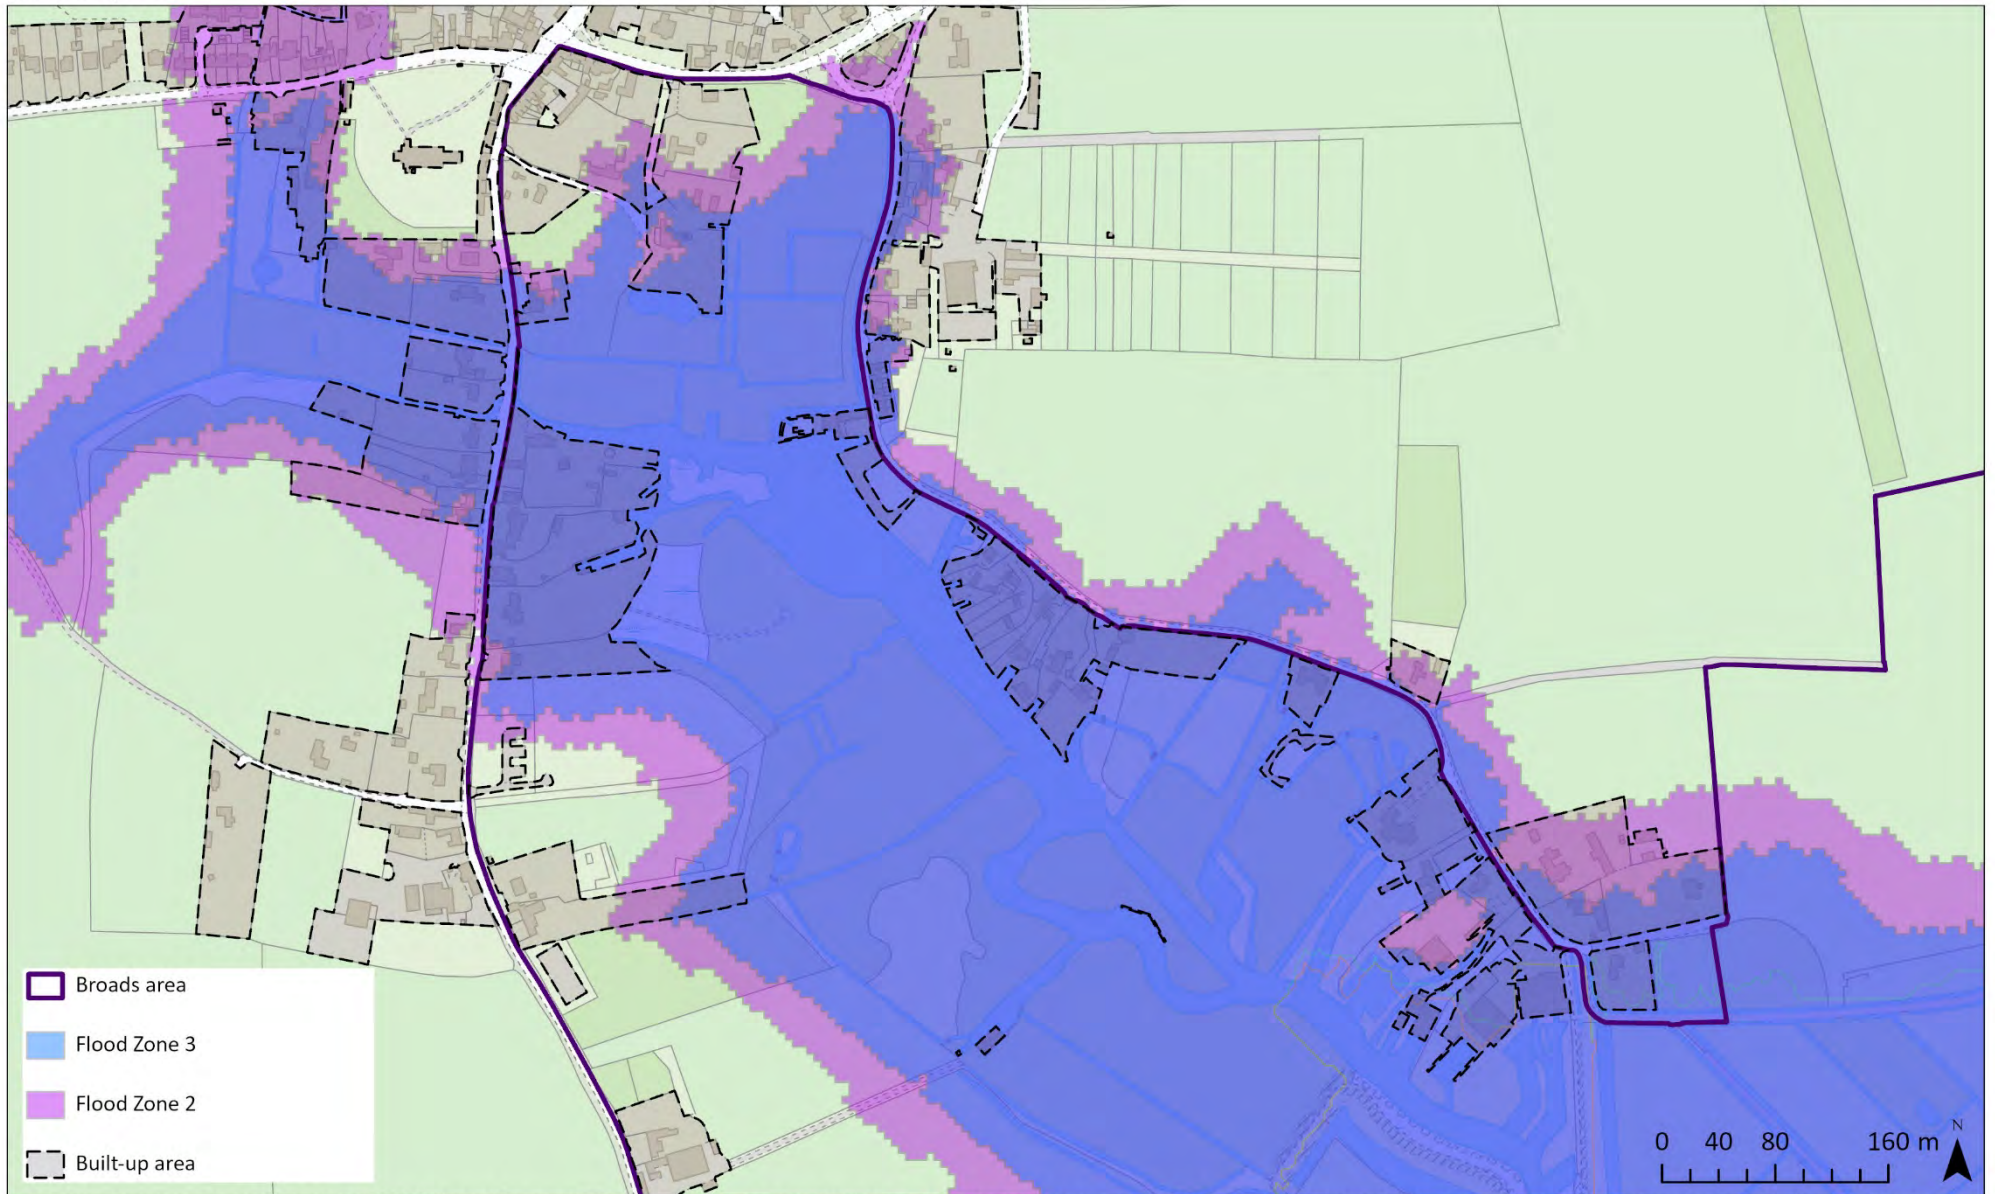 Broads area
Flood Zone 3
Flood Zone 2
Built-up area
0 40 80 160 m
N